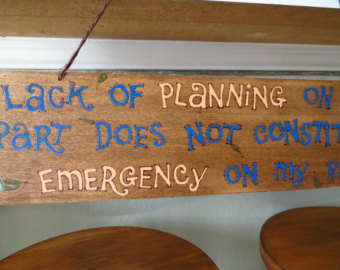 LACK OF PLANNING ON
PART DOES NOT CONSTIT
EMERGENCY ON MY P